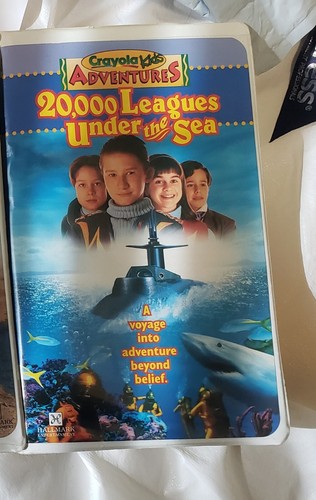 Crayola Kids
ADVENTURES
20,000 Leagues
Under the Sea
A
voyage
into
adventure
beyond
belief.
HALLMARK